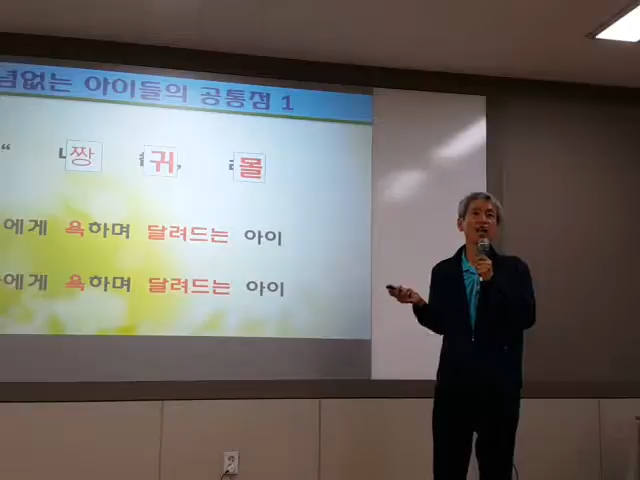 념없는 아이들의 공통점 1
“ 짱 귀 몰
에게 욕하며 달려드는 아이
에게 욕하며 달려드는 아이